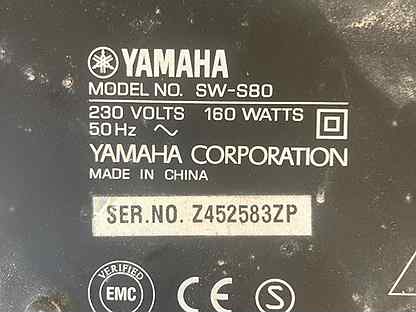 YAMAHA
MODEL NO. SW-S80
230 VOLTS 160 WATTS
50Hz ～
YAMAHA CORPORATION
MADE IN CHINA
SER.NO. Z452583ZP
VERIFIED
EMC
CE S